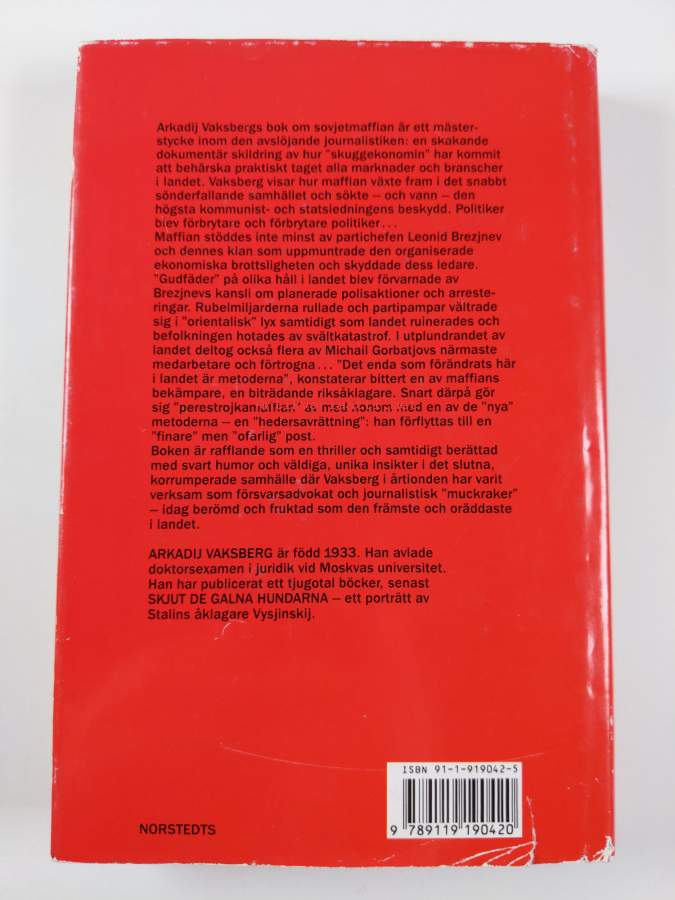 Arkadij Vaksbergs bok om sovjetmaffian är ett mäster-
stycke inom den avslöjande journalistiken: en skakande
dokumentär skildring av hur ”skuggekonomin” har kommit
att behärska praktiskt taget alla marknader och branscher
i landet. Vaksberg visar hur maffian växte fram i det snabbt
sönderfallande samhället och sökte – och vann – den
högsta kommunist- och statsledningens beskydd. Politiker
blev förbrytare och förbrytare politiker...
Maffian stöddes inte minst av partichefen Leonid Brezjnev
och dennes klan som uppmuntrade den organiserade
ekonomiska brottsligheten och skyddade dess ledare.
”Gudfäder” på olika håll i landet blev förvarnade av
Brezjnevs kansli om planerade polisaktioner och arreste-
ringar. Rubelmiljarderna rullade och partipampar vältrade
sig i ”orientalisk” lyx samtidigt som landet ruinerades och
befolkningen hotades av svältkatastrof. I utplundrandet av
landet deltog också flera av Michail Gorbatjovs närmaste
medarbetare och förtrogna... ”Det enda som förändrats här
i landet är metoderna”, konstaterar bittert en av maffians
bekämpare, en biträdande riksåklagare. Snart därpå gör
sig ”perestrojkamaffian” av med honom med en av de ”nya”
metoderna – en ”hedersavrättning”: han förflyttas till en
”finare” men ”ofarlig” post.
Boken är rafflande som en thriller och samtidigt berättad
med svart humor och väldiga, unika insikter i det slutna,
korrumperade samhälle där Vaksberg i årtionden har varit
verksam som försvarsadvokat och journalistisk ”muckraker”
– idag berömd och fruktad som den främste och oräddaste
i landet.
ARKADIJ VAKSBERG är född 1933. Han avlade
doktorsexamen i juridik vid Moskvas universitet.
Han har publicerat ett tjugotal böcker, senast
SKJUT DE GALNA HUNDARNA – ett porträtt av
Stalins åklagare Vysjinskij.
ISBN 91-1-919042-5
9 789119 190420
NORSTEDTS